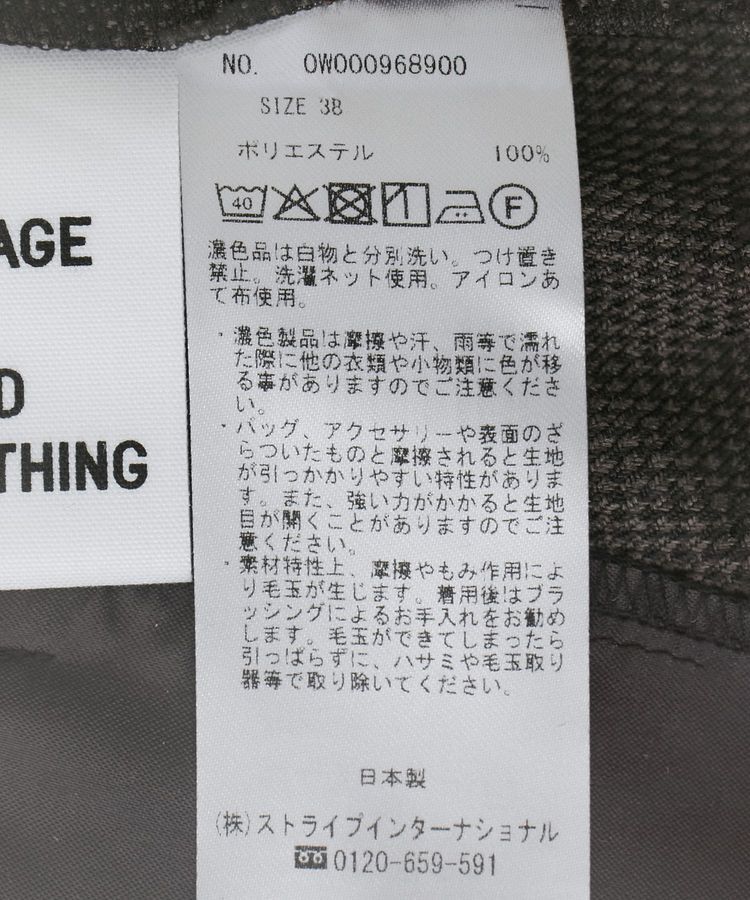 AGE
D
THING
NO. 0W000968900
SIZE 38
ポリエステル 100%
40
F
濃色品は白物と分別洗い。つけ置き
禁止。洗濯ネット使用。アイロンあ
て布使用。
・濃色製品は摩擦や汗、雨等で濡れ
た際に他の衣類や小物類に色が移
る事がありますのでご注意くださ
い。
・バッグ、アクセサリーや表面のざ
らついたものと摩擦されると生地
が引っかかりやすい特性がありま
す。また、強い力がかかると生地
目が開くことがありますのでご注
意ください。
・素材特性上、摩擦やもみ作用によ
り毛玉が生じます。着用後はブラ
ッシングによるお手入れをお勧め
します。毛玉ができてしまったら
引っぱらずに、ハサミや毛玉取り
器等で取り除いてください。
日本製
(株)ストライプインターナショナル
0120-659-591